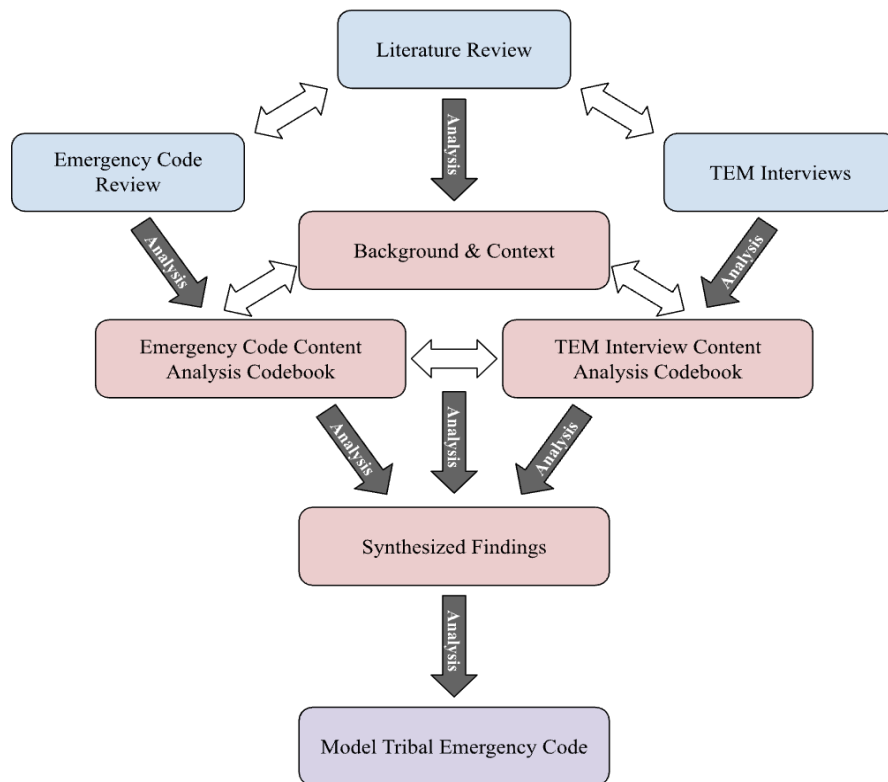 Literature Review
Analysis
Emergency Code
Review
TEM Interviews
Analysis
Background & Context
Analysis
Emergency Code Content
Analysis Codebook
TEM Interview Content
Analysis Codebook
Analysis
Analysis
Analysis
Synthesized Findings
Analysis
Model Tribal Emergency Code